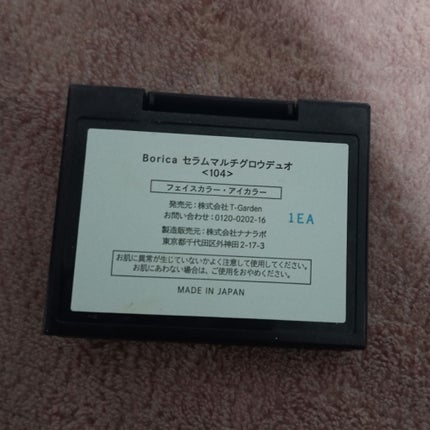 Borica セラムマルチグロウデュオ
<104>
フェイスカラー・アイカラー
発売元:株式会社T-Garden
お問い合わせ:0120-0202-16
1EA
製造販売元:株式会社ナナラボ
東京都千代田区外神田2-17-3
お肌に異常が生じていないかよく注意して使用してください。
お肌にあわない場合は、ご使用をおやめください。
MADE IN JAPAN